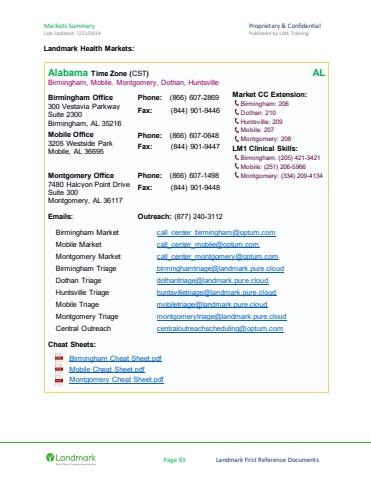 Markets Summary
Proprietary & Confidential
Last Updated: 7/23/2024
Published by LM1 Training
Landmark Health Markets:
Alabama Time Zone (CST)
AL
Birmingham, Mobile. Montgomery, Dothan, Huntsville
Birmingham Office
300 Vestavia Parkway
Suite 2300
Birmingham, AL 35216
Phone: (866) 607-2869
Fax: (844) 901-9446
Mobile Office
3205 Westside Park
Mobile, AL 36695
Phone: (866) 607-0648
Fax: (844) 901-9447
Montgomery Office
7480 Halcyon Point Drive
Suite 300
Montgomery, AL 36117
Phone: (866) 607-1498
Fax: (844) 901-9448
Market CC Extension:
Birmingham: 206
Dothan: 210
Huntsville: 209
Mobile: 207
Montgomery: 208
LM1 Clinical Skills:
Birmingham: (205) 421-3421
Mobile: (251) 206-5966
Montgomery: (334) 209-4134
Emails:
Outreach: (877) 240-3112
Birmingham Market call_center_birmingham@optum.com
Mobile Market call_center_mobile@optum.com
Montgomery Market call_center_montgomery@optum.com
Birmingham Triage birminghamtriage@landmark.pure.cloud
Dothan Triage dothantriage@landmark.pure.cloud
Huntsville Triage huntsvilletriage@landmark.pure.cloud
Mobile Triage mobiletriage@landmark.pure.cloud
Montgomery Triage montgomerytriage@landmark.pure.cloud
Central Outreach centraloutreachscheduling@optum.com
Cheat Sheets:
Birmingham Cheat Sheet.pdf
Mobile Cheat Sheet.pdf
Montgomery Cheat Sheet.pdf
Landmark
Page 93
Landmark First Reference Documents